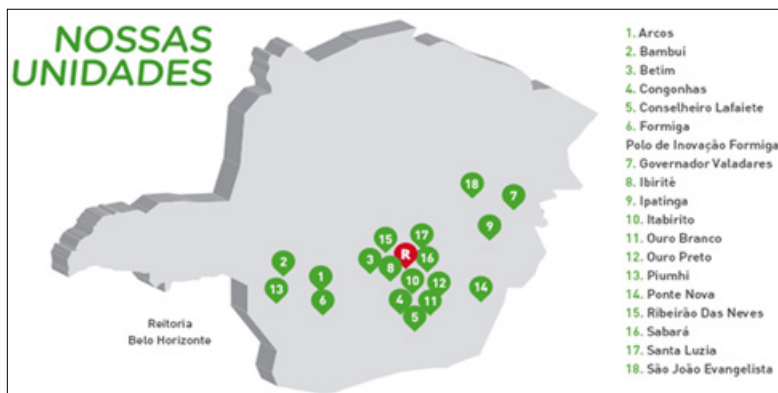 NOSSAS
UNIDADES
1. Arcos
2. Bambuí
3. Betim
4. Congonhas
5. Conselheiro Lafaiete
6. Formiga
Polo de Inovação Formiga
7. Governador Valadares
8. Ibirité
9. Ipatinga
10. Itabirito
11. Ouro Branco
12. Ouro Preto
13. Piumhi
14. Ponte Nova
15. Ribeirão Das Neves
16. Sabará
17. Santa Luzia
18. São João Evangelista
18
7
9
15
17
R
16
3
8
2
1
10
12
13
6
4
11
14
5
Reitoria
Belo Horizonte